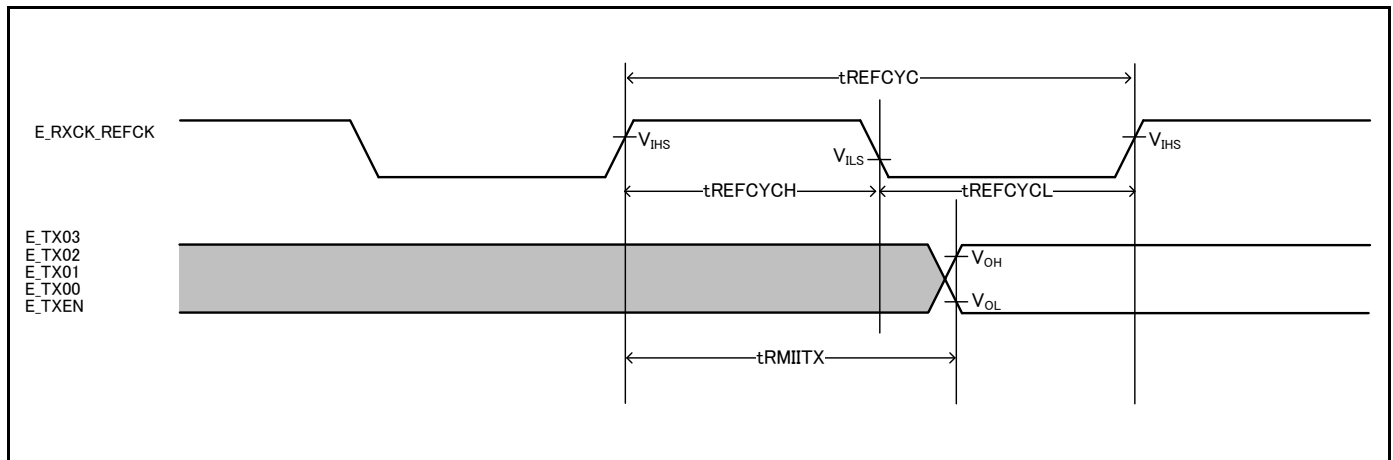 tREFCYC
E_RXCK_REFCK
VIHS
VILS
VIHS
tREFCYCH
tREFCYCL
E_TX03
E_TX02
E_TX01
E_TX00
E_TXEN
VOH
VOL
tRMIITX